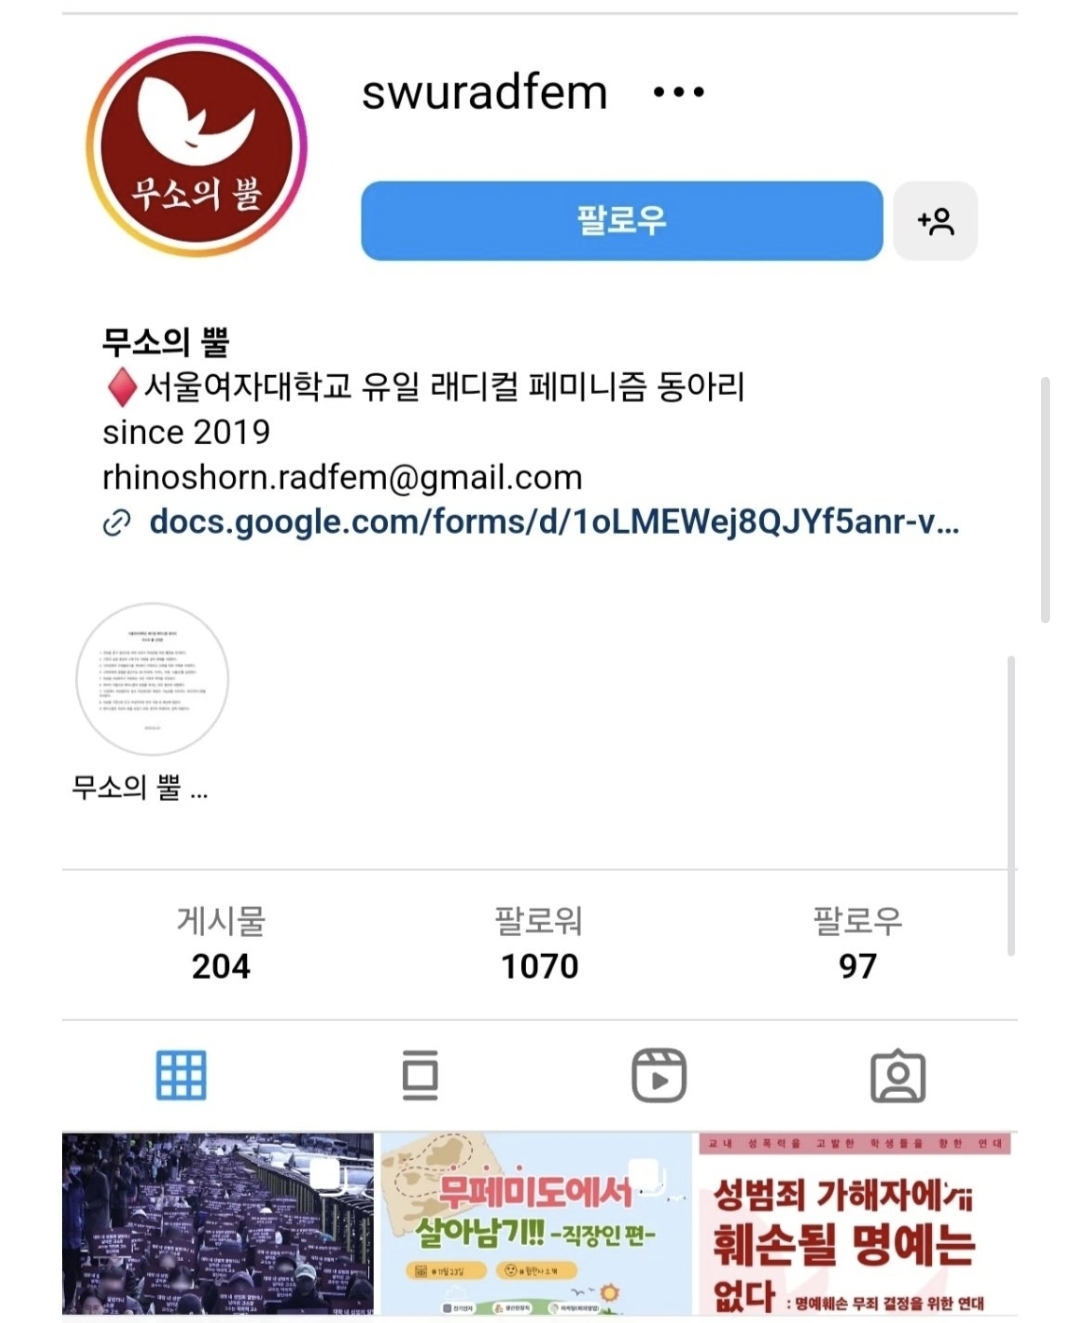 swuradfem
무소의 뿔
팔로우
무소의 뿔
서울여자대학교 유일 래디컬 페미니즘 동아리
since 2019
rhinoshorn.radfem@gmail.com
docs.google.com/forms/d/1oLMEWej8QJYf5anr-v...
무소의 뿔 ...
게시물 팔로워 팔로우
204 1070 97
교내 성폭력을 고발한 학생들을 향한 연대
무페미도에서
살아남기!! -직장인 편-
성범죄 가해자에게
훼손될 명예는
없다 : 명예훼손 무죄 결정을 위한 연대